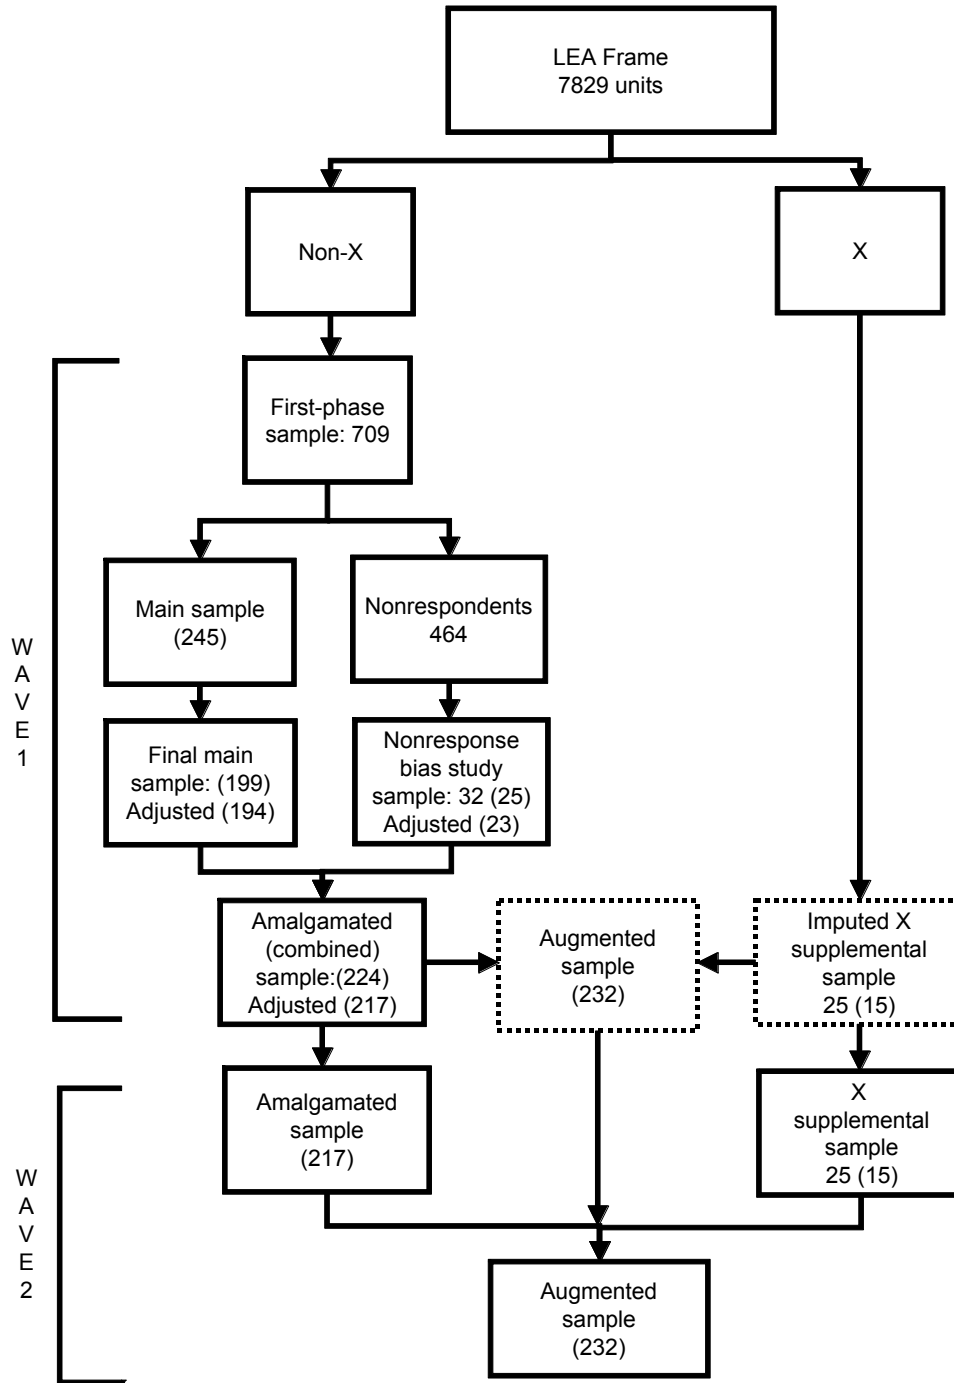 LEA Frame
7829 units
Non-X
X
First-phase
sample: 709
Main sample
(245)
Nonrespondents
464
Final main
sample: (199)
Adjusted (194)
Nonresponse
bias study
sample: 32 (25)
Adjusted (23)
W
A
V
E
1
Amalgamated
(combined)
sample:(224)
Adjusted (217)
Augmented
sample
(232)
Imputed X
supplemental
sample
25 (15)
Amalgamated
sample
(217)
X
supplemental
sample
25 (15)
W
A
V
E
2
Augmented
sample
(232)